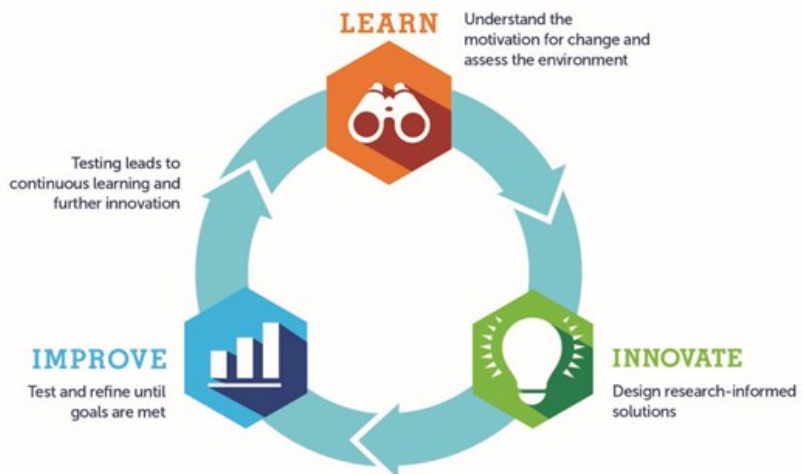 LEARN
Understand the
motivation for change and
assess the environment
Testing leads to
continuous learning and
further innovation
IMPROVE
Test and refine until
goals are met
INNOVATE
Design research-informed
solutions